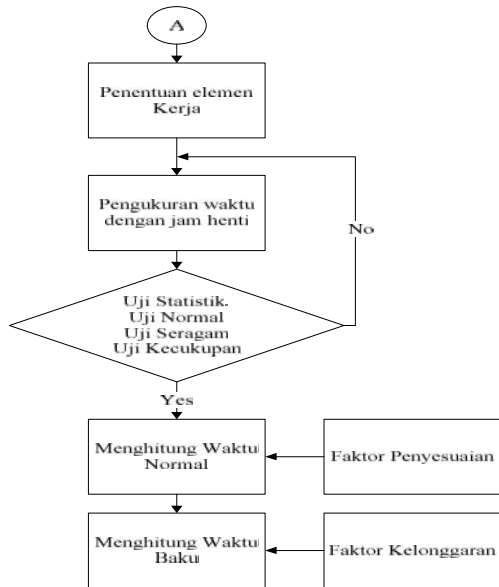 A
Penentuan elemen
Kerja
Pengukuran waktu
dengan jam henti
No
Uji Statistik.
Uji Normal
Uji Seragam
Uji Kecukupan
Yes
Menghitung Waktu
Normal
Faktor Penyesuaian
Menghitung Waktu
Baku
Faktor Kelonggaran